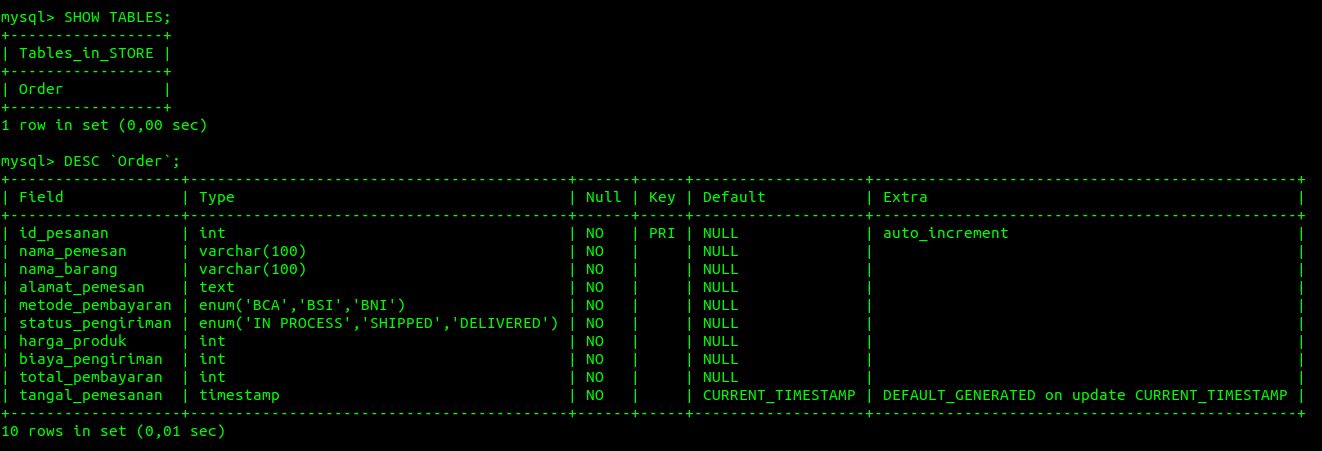 mysql> SHOW TABLES;
+-----------------+
| Tables_in_STORE |
+-----------------+
| Order           |
+-----------------+
1 row in set (0,00 sec)

mysql> DESC `Order`;
+-------------------+------------------------------------------+------+-----+-------------------+-----------------------------------------------+
| Field             | Type                                     | Null | Key | Default           | Extra                                         |
+-------------------+------------------------------------------+------+-----+-------------------+-----------------------------------------------+
| id_pesanan        | int                                      | NO   | PRI | NULL              | auto_increment                                |
| nama_pemesan      | varchar(100)                             | NO   |     | NULL              |                                               |
| nama_barang       | varchar(100)                             | NO   |     | NULL              |                                               |
| alamat_pemesan    | text                                     | NO   |     | NULL              |                                               |
| metode_pembayaran | enum('BCA','BSI','BNI')                  | NO   |     | NULL              |                                               |
| status_pengiriman | enum('IN PROCESS','SHIPPED','DELIVERED') | NO   |     | NULL              |                                               |
| harga_produk      | int                                      | NO   |     | NULL              |                                               |
| biaya_pengiriman  | int                                      | NO   |     | NULL              |                                               |
| total_pembayaran  | int                                      | NO   |     | NULL              |                                               |
| tangal_pemesanan  | timestamp                                | NO   |     | CURRENT_TIMESTAMP | DEFAULT_GENERATED on update CURRENT_TIMESTAMP |
+-------------------+------------------------------------------+------+-----+-------------------+-----------------------------------------------+
10 rows in set (0,01 sec)